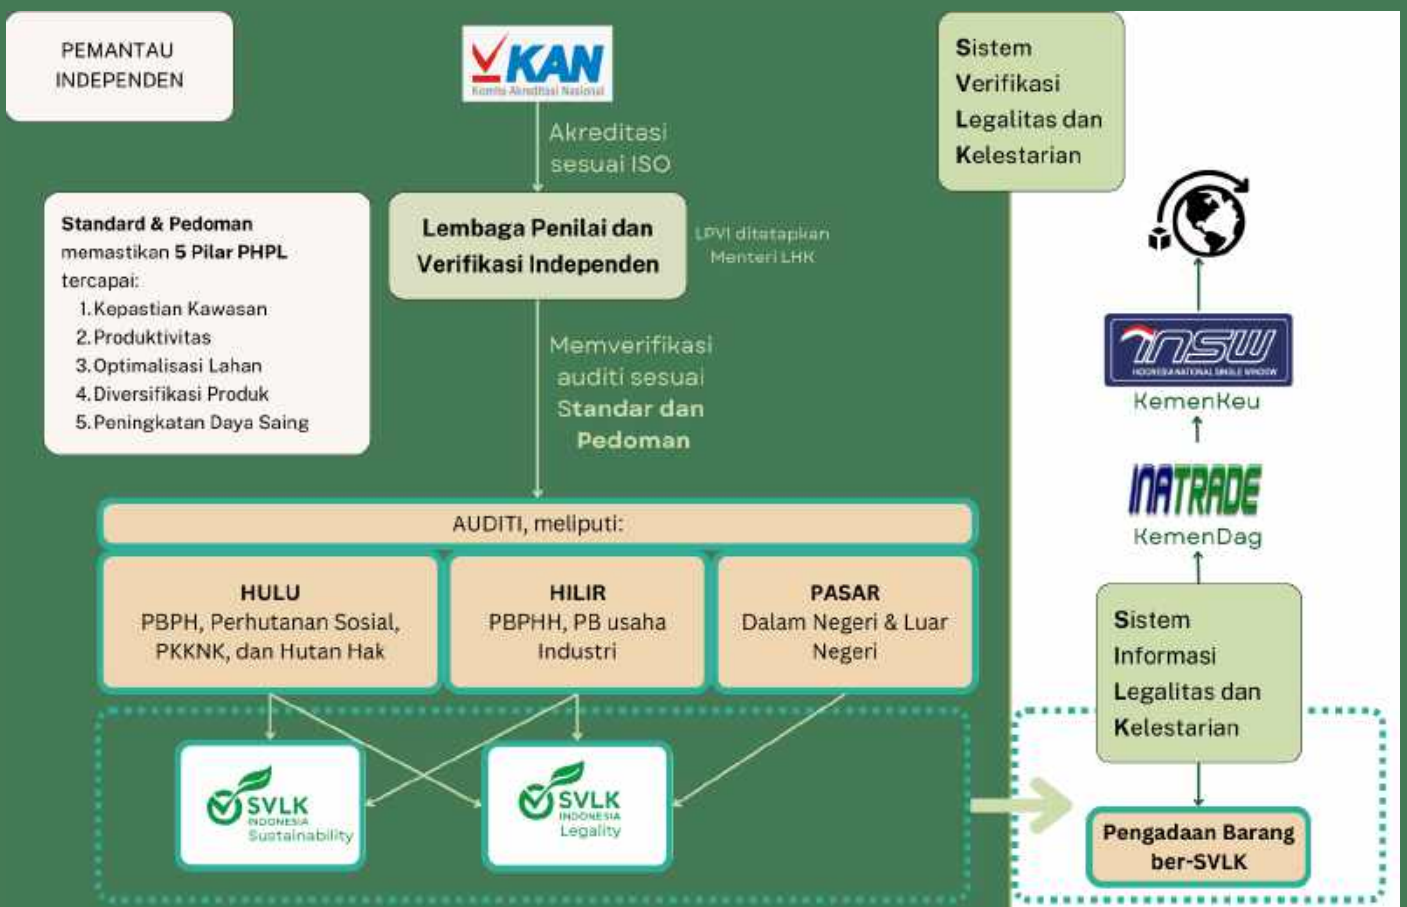 PEMANTAU
INDEPENDEN
KAN
Komite Akreditasi Nasional
Akreditasi
sesuai ISO
Sistem
Verifikasi
Legalitas dan
Kelestarian
Standard & Pedoman
memastikan 5 Pilar PHPL
tercapai:
1. Kepastian Kawasan
2. Produktivitas
3. Optimalisasi Lahan
4. Diversifikasi Produk
5. Peningkatan Daya Saing
Lembaga Penilai dan
Verifikasi Independen
LPVI ditetapkan
Menteri LHK
Memverifikasi
auditi sesuai
Standar dan
Pedoman
AUDITI, meliputi:
HULU
PBPH, Perhutanan Sosial,
PKKNK, dan Hutan Hak
HILIR
PBPHH, PB usaha
Industri
PASAR
Dalam Negeri & Luar
Negeri
SVLK
INDONESIA
Sustainability
SVLK
INDONESIA
Legality
INSW
INDONESIA NATIONAL SINGLE WINDOW
KemenKeu
INATRADE
KemenDag
Sistem
Informasi
Legalitas dan
Kelestarian
Pengadaan Barang
ber-SVLK